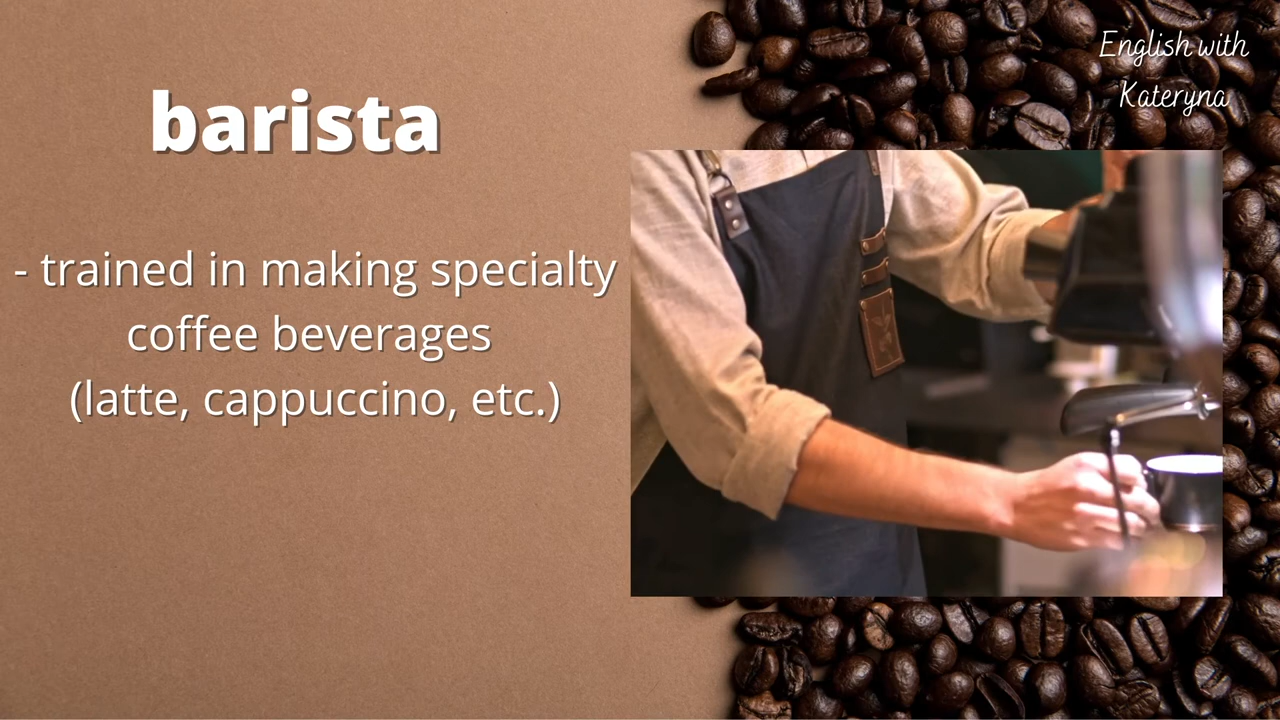 English with
Kateryna
barista
- trained in making specialty
coffee beverages
(latte, cappuccino, etc.)